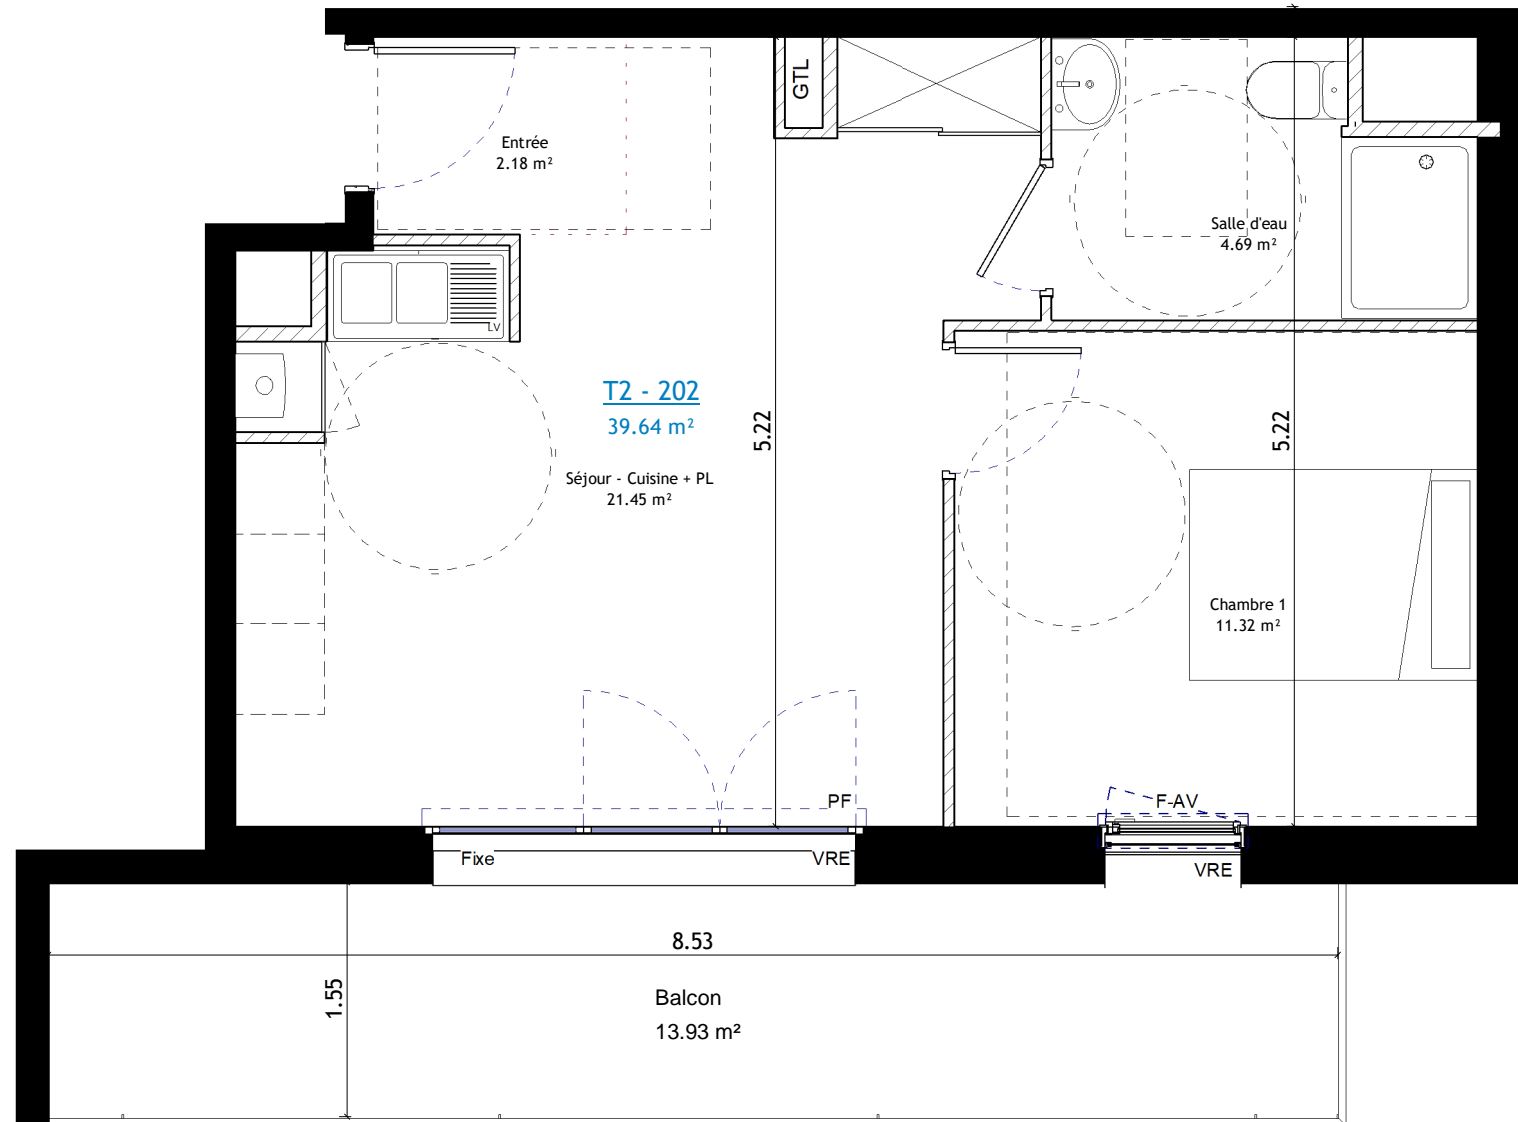 GTL
Entrée
2.18 m²
Salle d'eau
4.69 m²
LV
T2 - 202
39.64 m²
5.22
5.22
Séjour - Cuisine + PL
21.45 m²
Chambre 1
11.32 m²
PF
F-AV
Fixe
VRE
VRE
8.53
1.55
Balcon
13.93 m²